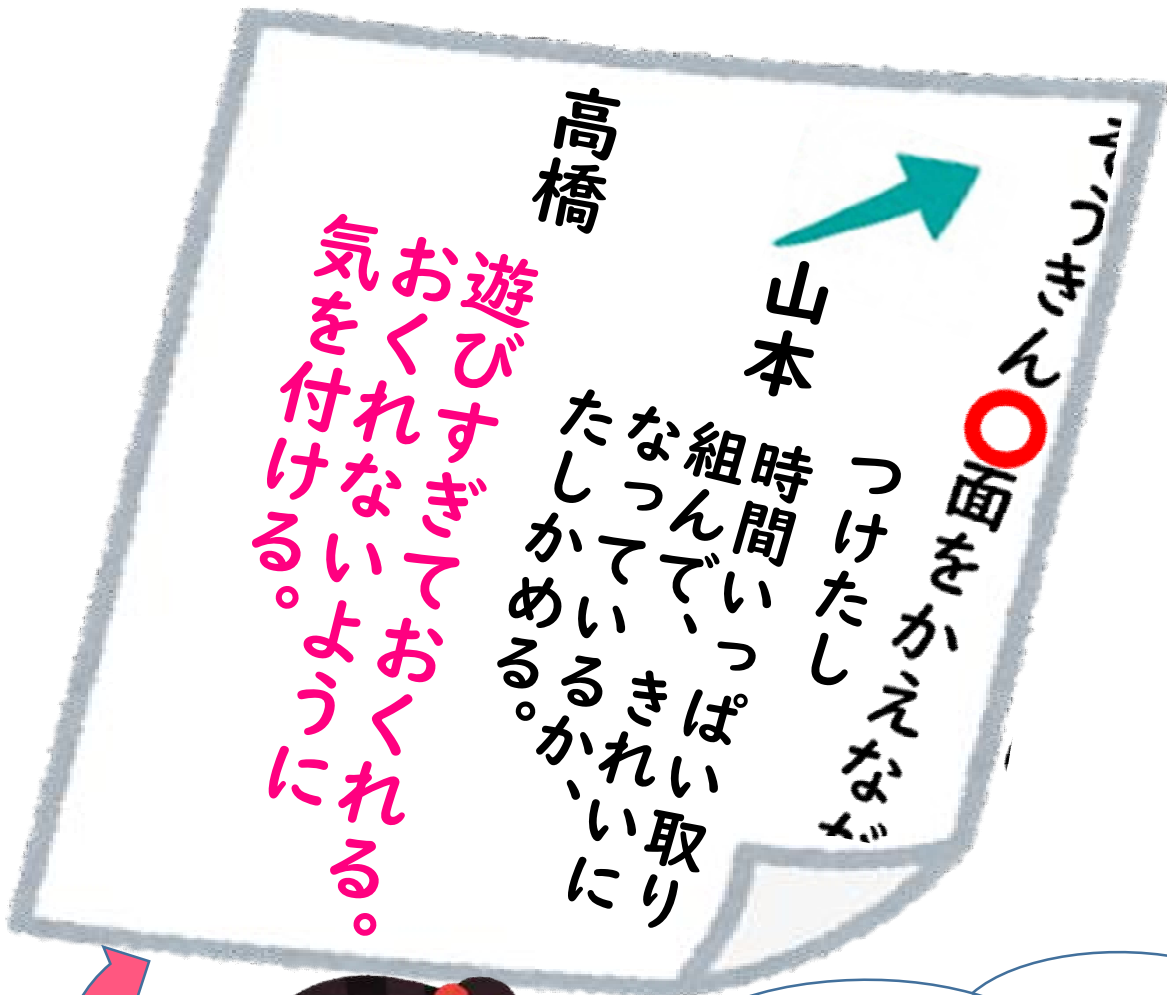 うきん
面をかえなが
つけたし
山本
時間いっぱい取り
組んで、きれいに
なっているか、
たしかめる。
高橋
遊びすぎておくれる。
おくれないように
気を付ける。